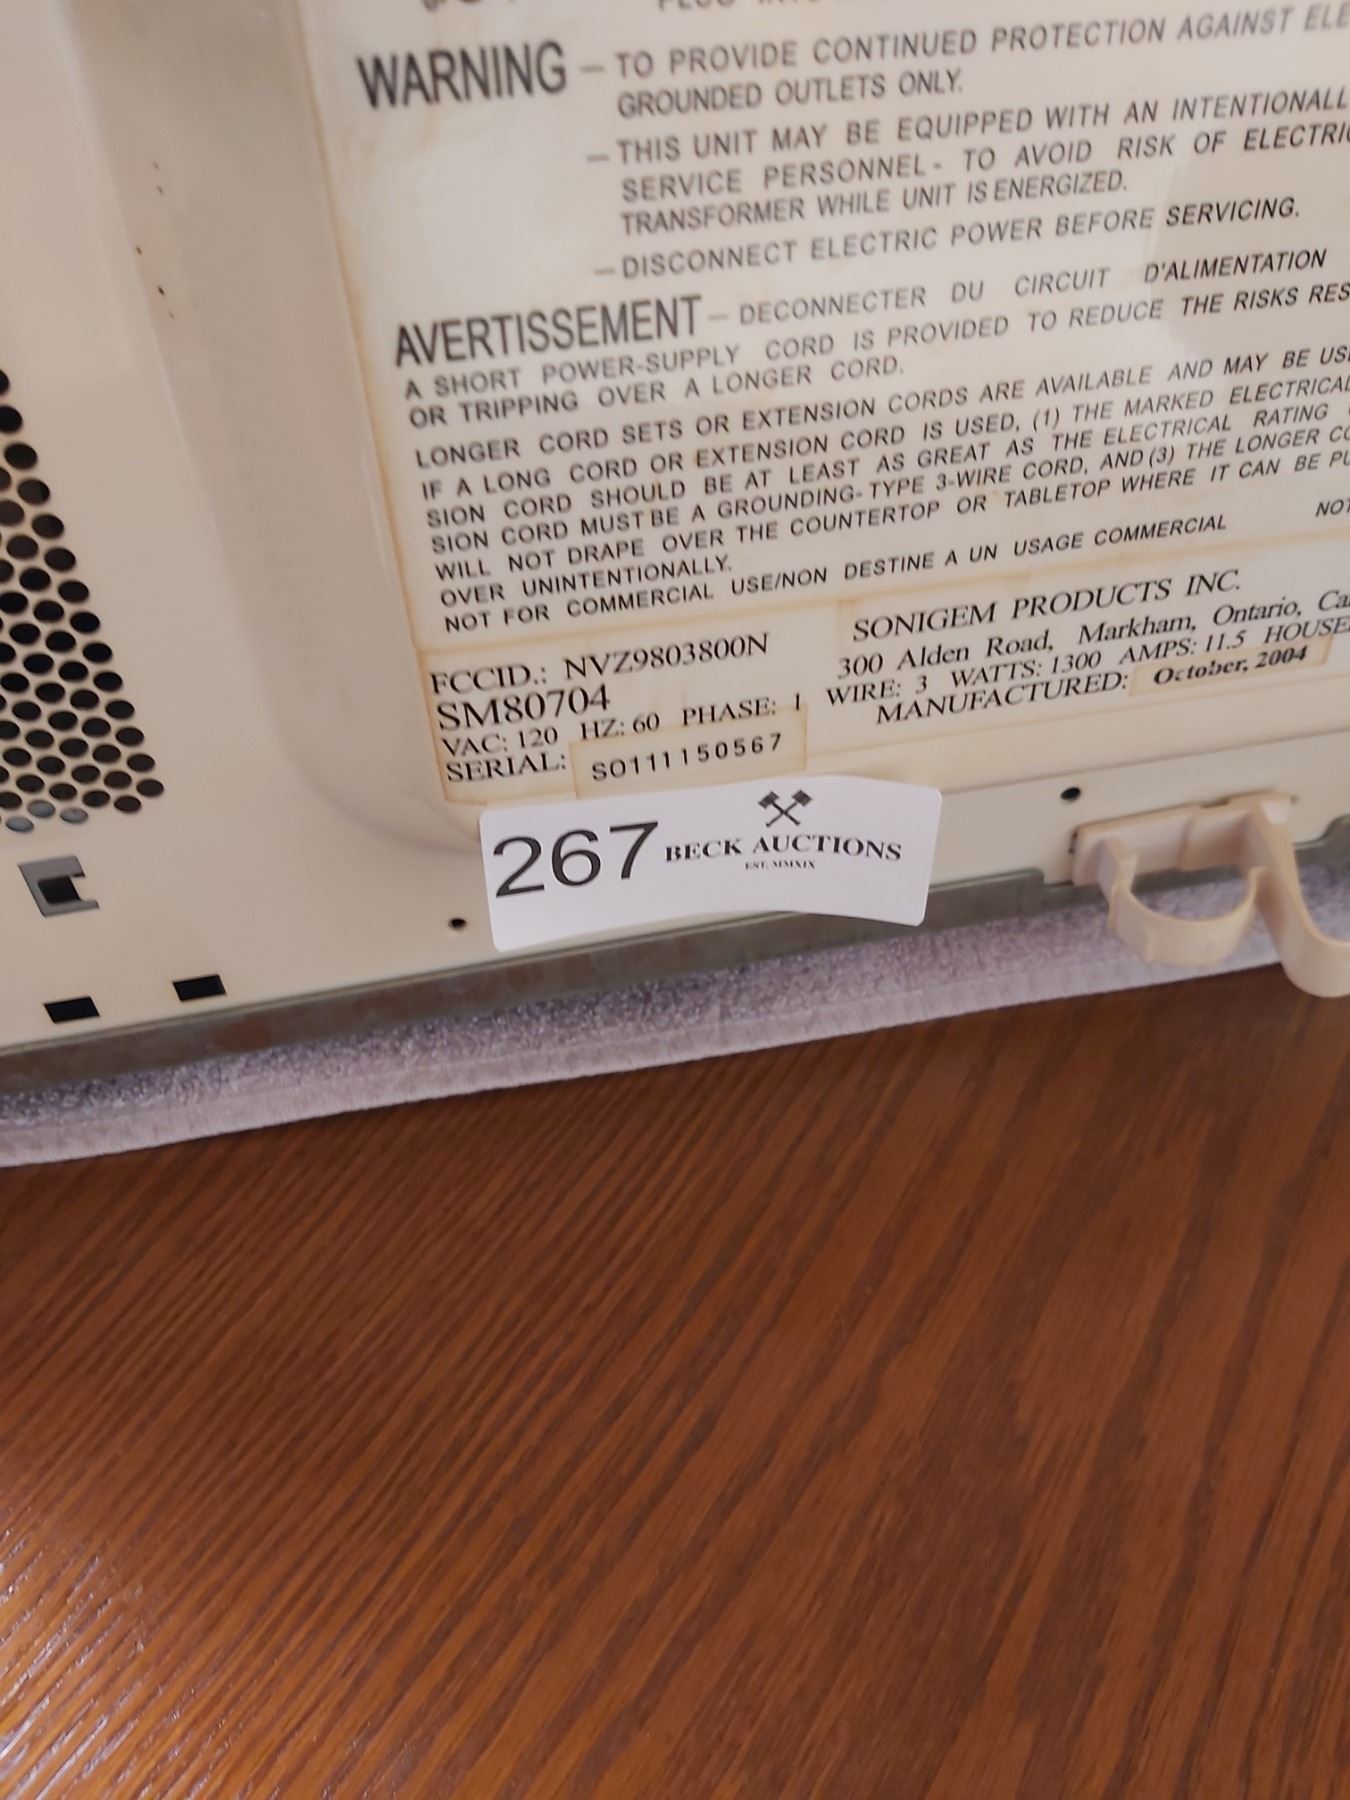 WARNING – TO PROVIDE CONTINUED PROTECTION AGAINST
GROUNDED OUTLETS ONLY.
– THIS UNIT MAY BE EQUIPPED WITH AN
SERVICE PERSONNEL - TO AVOID RISK OF
TRANSFORMER WHILE UNIT IS ENERGIZED.
– DISCONNECT ELECTRIC POWER BEFORE SERVICING.
AVERTISSEMENT – DECONNECTER DU CIRCUIT D'ALIMENTATION
A SHORT POWER-SUPPLY CORD IS PROVIDED TO REDUCE THE RISKS
OR TRIPPING OVER A LONGER CORD.
LONGER CORD SETS OR EXTENSION CORDS ARE AVAILABLE AND MAY BE
IF A LONG CORD OR EXTENSION CORD IS USED, (1) THE MARKED ELECTRICAL
SION CORD SHOULD BE AT LEAST AS GREAT AS THE ELECTRICAL RATING
SION CORD MUST BE A GROUNDING-TYPE 3-WIRE CORD, AND (3) THE LONGER
WILL NOT DRAPE OVER THE COUNTERTOP OR TABLETOP WHERE IT CAN BE
OVER UNINTENTIONALLY.
NOT FOR COMMERCIAL USE/NON DESTINE A UN USAGE COMMERCIAL
FCCID.: NVZ9803800N
SM80704
VAC: 120 HZ: 60 PHASE: 1
SERIAL: SO111150567
SONIGEM PRODUCTS INC.
300 Alden Road, Markham, Ontario,
WIRE: 3 WATTS: 1300 AMPS: 11.5
MANUFACTURED: October, 2004
267 BECK AUCTIONS
EST. MMXIX